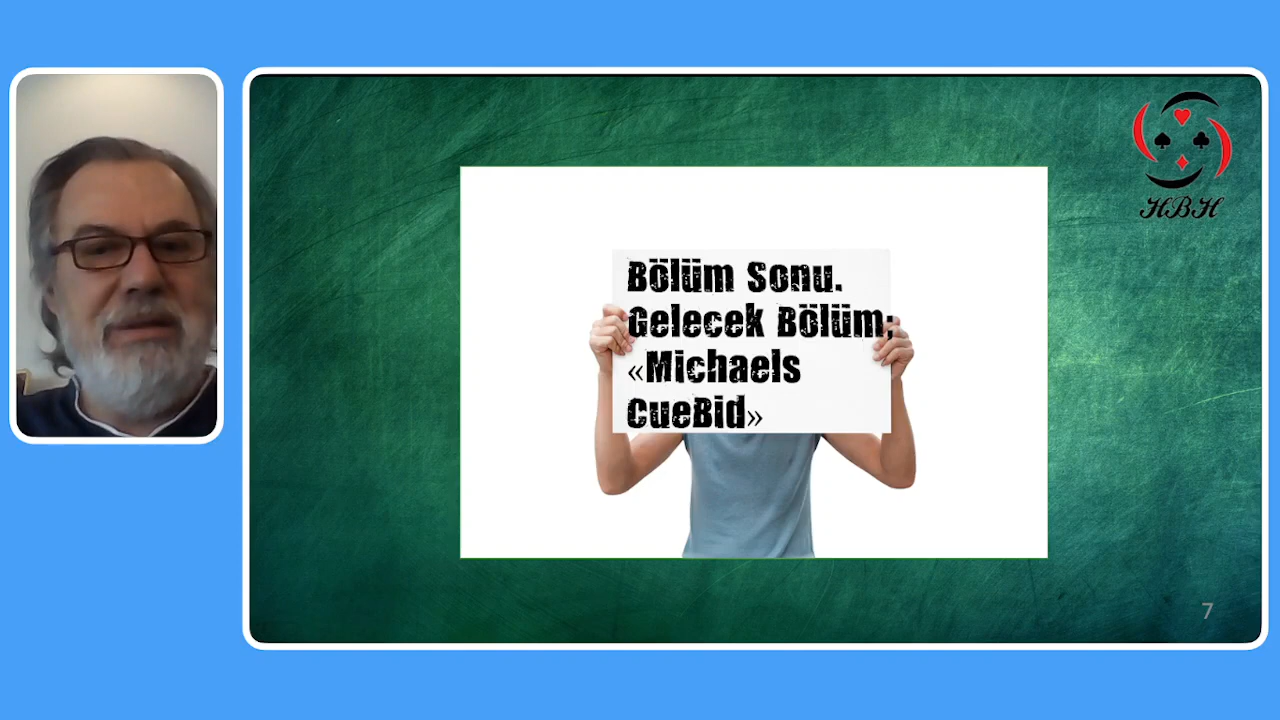 HBH
Bölüm Sonu.
Gelecek Bölüm;
«Michaels
CueBid»
7